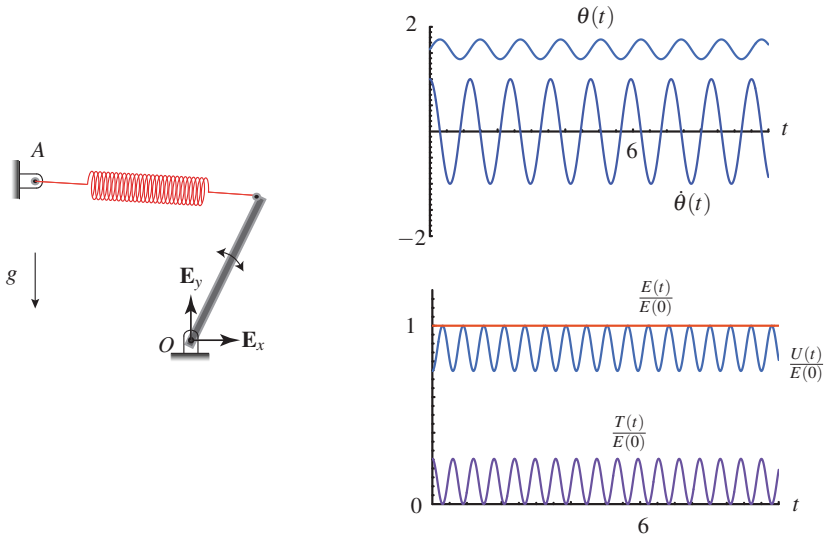 A
g
E_y
O
E_x
2
θ(t)
t
6
θ̇(t)
−2
E(t)/E(0)
1
U(t)/E(0)
T(t)/E(0)
0
t
6